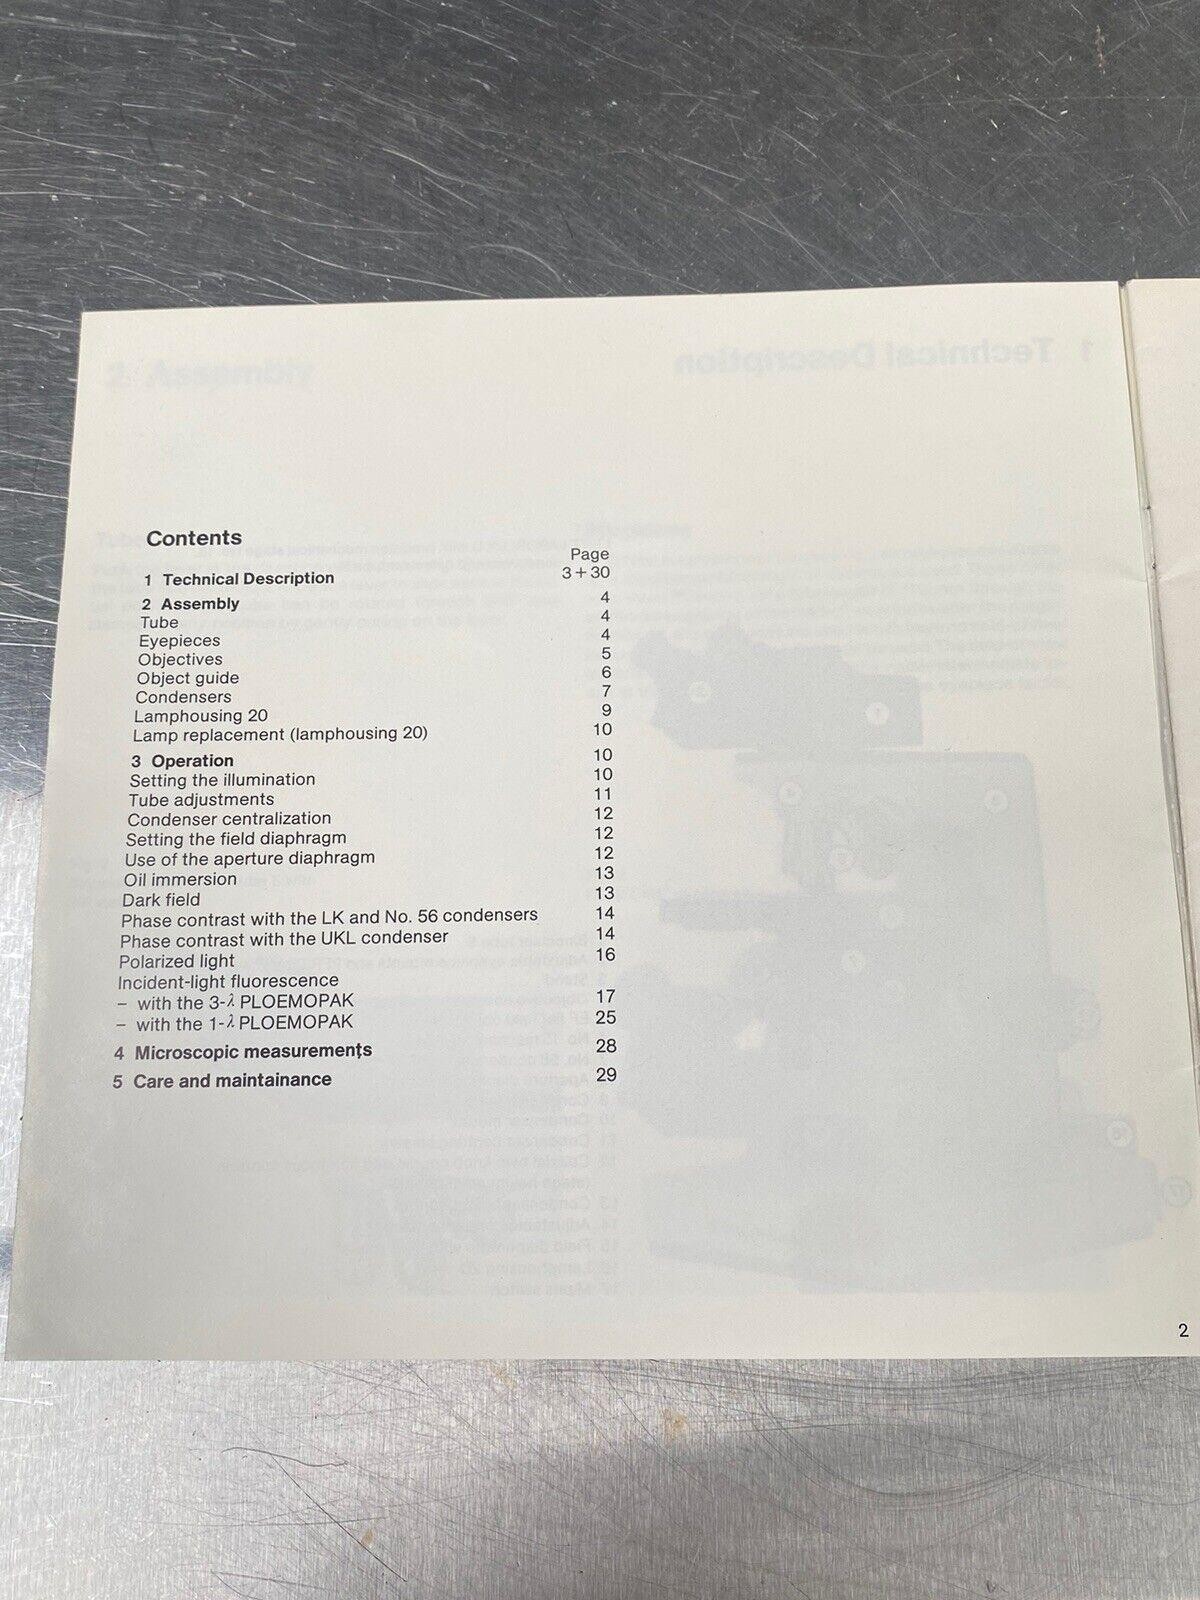 Contents
Page
1 Technical Description 3 + 30
2 Assembly 4
Tube 4
Eyepieces 4
Objectives 5
Object guide 6
Condensers 7
Lamphousing 20 9
Lamp replacement (lamphousing 20) 10
3 Operation 10
Setting the illumination 10
Tube adjustments 11
Condenser centralization 12
Setting the field diaphragm 12
Use of the aperture diaphragm 12
Oil immersion 13
Dark field 13
Phase contrast with the LK and No. 56 condensers 14
Phase contrast with the UKL condenser 14
Polarized light 16
Incident-light fluorescence
– with the 3-λ PLOEMOPAK 17
– with the 1-λ PLOEMOPAK 25
4 Microscopic measurements 28
5 Care and maintainance 29
2